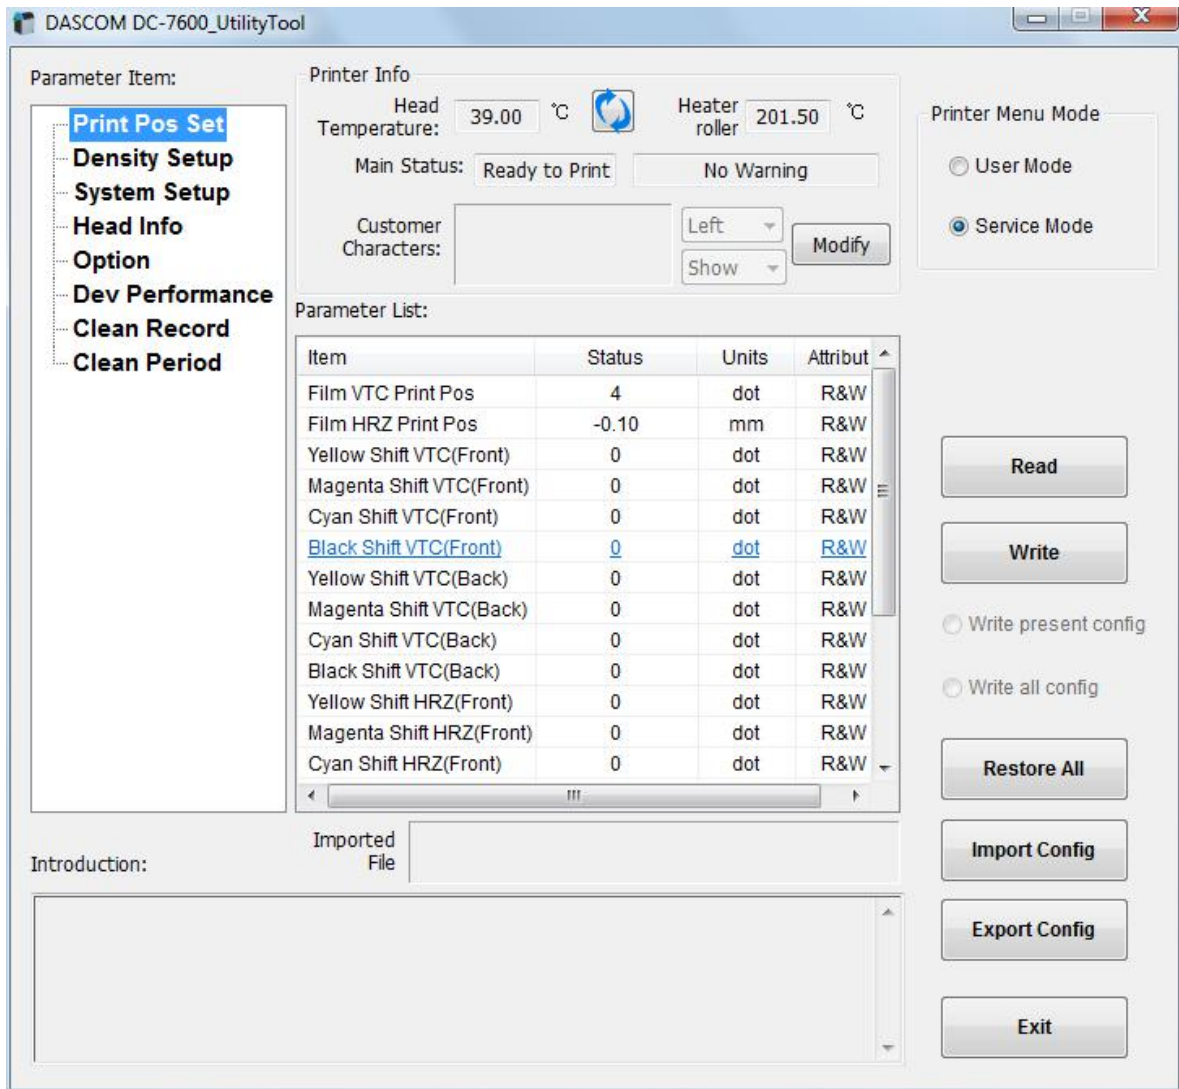 DASCOM DC-7600_UtilityTool
Parameter Item:
Print Pos Set
Density Setup
System Setup
Head Info
Option
Dev Performance
Clean Record
Clean Period
Printer Info
Head Temperature: 39.00 °C
Heater roller 201.50 °C
Main Status: Ready to Print No Warning
Customer Characters:
Left
Show
Modify
Printer Menu Mode
User Mode
Service Mode
Parameter List:
Item Status Units Attribut
Film VTC Print Pos 4 dot R&W
Film HRZ Print Pos -0.10 mm R&W
Yellow Shift VTC(Front) 0 dot R&W
Magenta Shift VTC(Front) 0 dot R&W
Cyan Shift VTC(Front) 0 dot R&W
Black Shift VTC(Front) 0 dot R&W
Yellow Shift VTC(Back) 0 dot R&W
Magenta Shift VTC(Back) 0 dot R&W
Cyan Shift VTC(Back) 0 dot R&W
Black Shift VTC(Back) 0 dot R&W
Yellow Shift HRZ(Front) 0 dot R&W
Magenta Shift HRZ(Front) 0 dot R&W
Cyan Shift HRZ(Front) 0 dot R&W
Read
Write
Write present config
Write all config
Restore All
Import Config
Export Config
Exit
Imported File
Introduction: